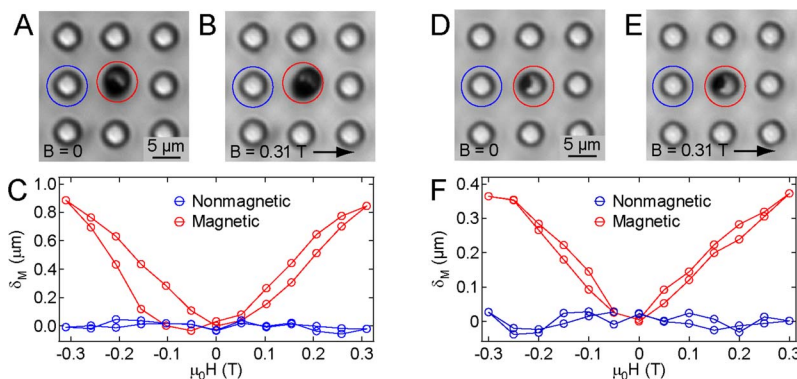 A
B
D
E
B = 0
5 µm
B = 0.31 T
B = 0
5 µm
B = 0.31 T
C
1.0
0.8
0.6
0.4
0.2
0.0
δM (µm)
Nonmagnetic
Magnetic
-0.3
-0.2
-0.1
0
0.1
0.2
0.3
µ0H (T)
F
0.4
0.3
0.2
0.1
0
δM (µm)
Nonmagnetic
Magnetic
-0.3
-0.2
-0.1
0.0
0.1
0.2
0.3
µ0H (T)